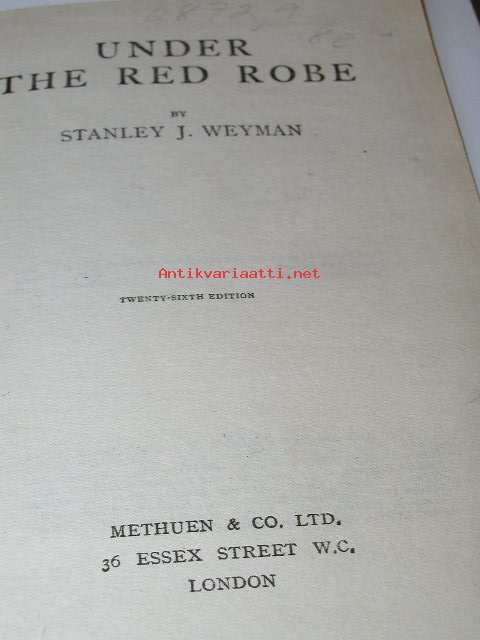 UNDER
THE RED ROBE
BY
STANLEY J. WEYMAN
Antikvariaatti.net
TWENTY-SIXTH EDITION
METHUEN & CO. LTD.
36 ESSEX STREET W.C.
LONDON